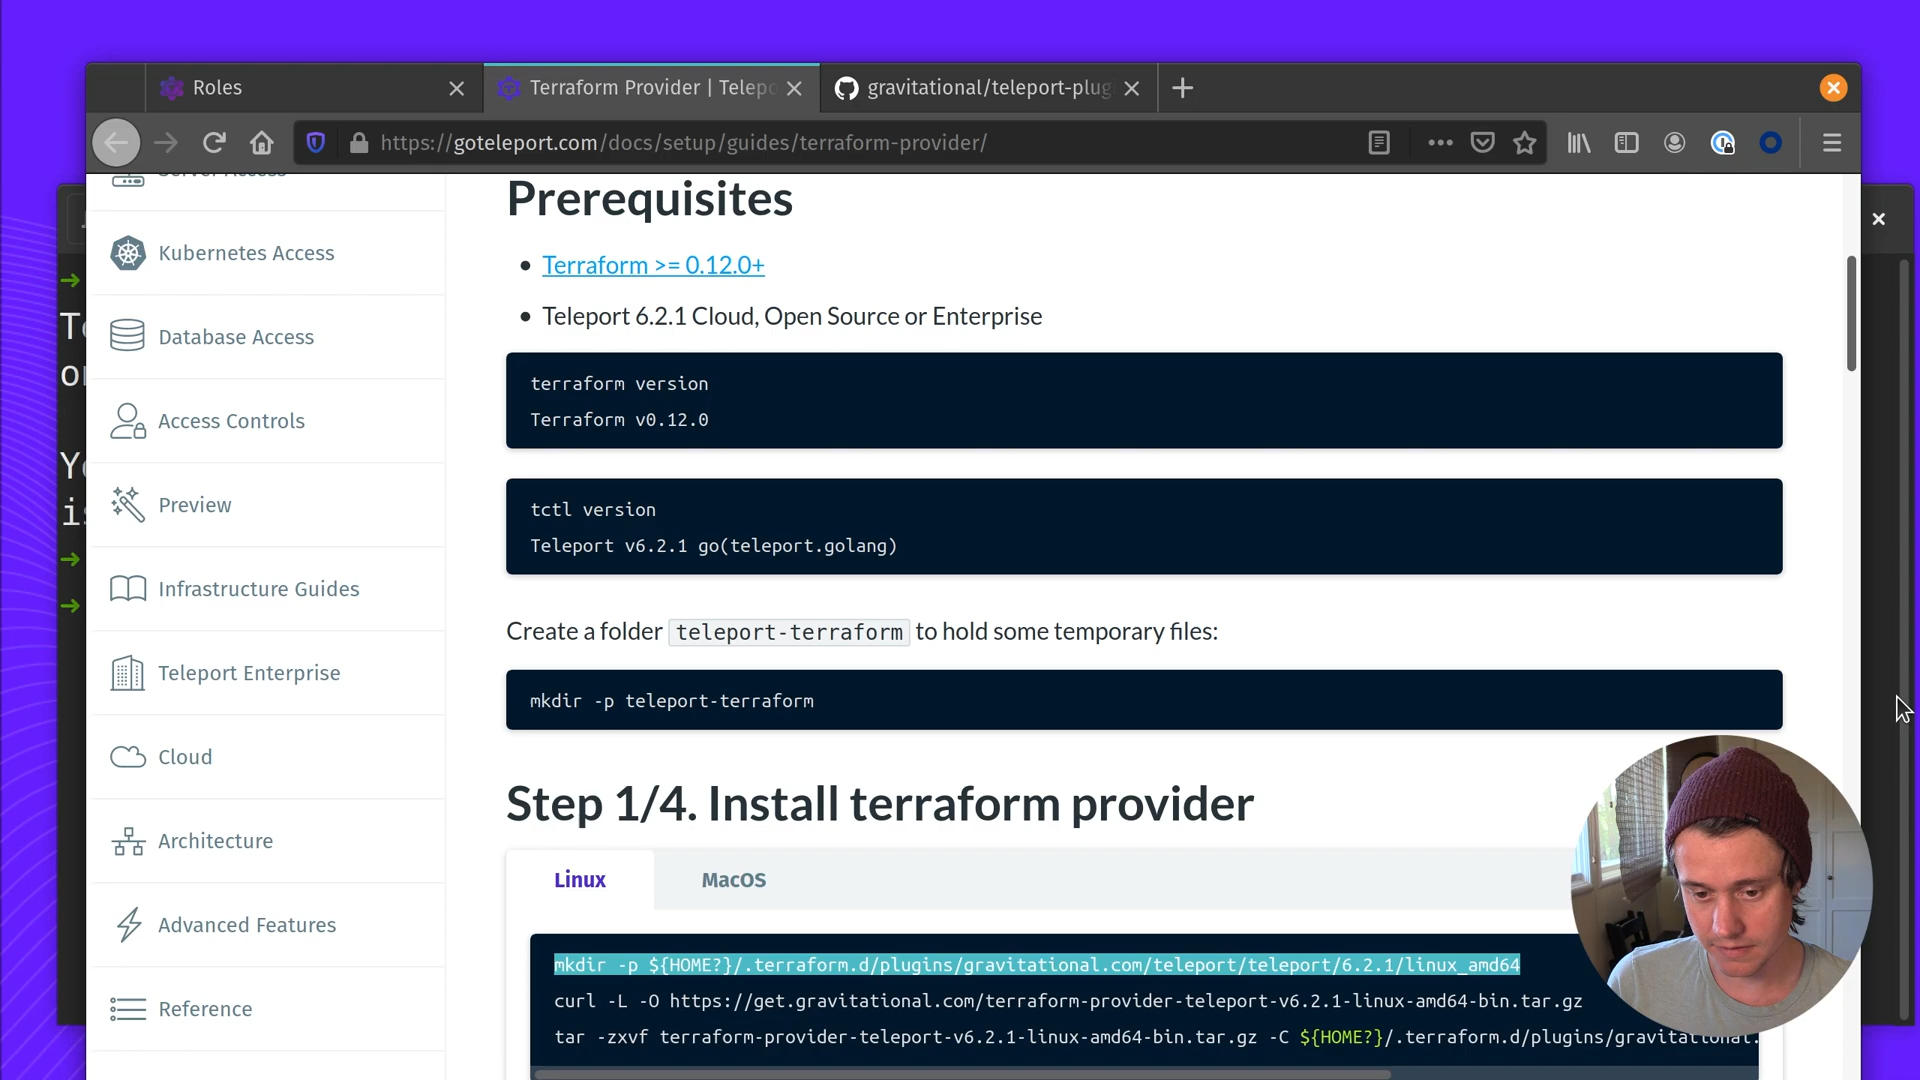 Roles
Terraform Provider | Telepo
gravitational/teleport-plug
https://goteleport.com/docs/setup/guides/terraform-provider/
Server Access
Kubernetes Access
Database Access
Access Controls
Preview
Infrastructure Guides
Teleport Enterprise
Cloud
Architecture
Advanced Features
Reference
Prerequisites
Terraform >= 0.12.0+
Teleport 6.2.1 Cloud, Open Source or Enterprise
terraform version
Terraform v0.12.0
tctl version
Teleport v6.2.1 go(teleport.golang)
Create a folder teleport-terraform to hold some temporary files:
mkdir -p teleport-terraform
Step 1/4. Install terraform provider
Linux
MacOS
mkdir -p ${HOME?}/.terraform.d/plugins/gravitational.com/teleport/teleport/6.2.1/linux_amd64
curl -L -O https://get.gravitational.com/terraform-provider-teleport-v6.2.1-linux-amd64-bin.tar.gz
tar -zxvf terraform-provider-teleport-v6.2.1-linux-amd64-bin.tar.gz -C ${HOME?}/.terraform.d/plugins/gravitational.